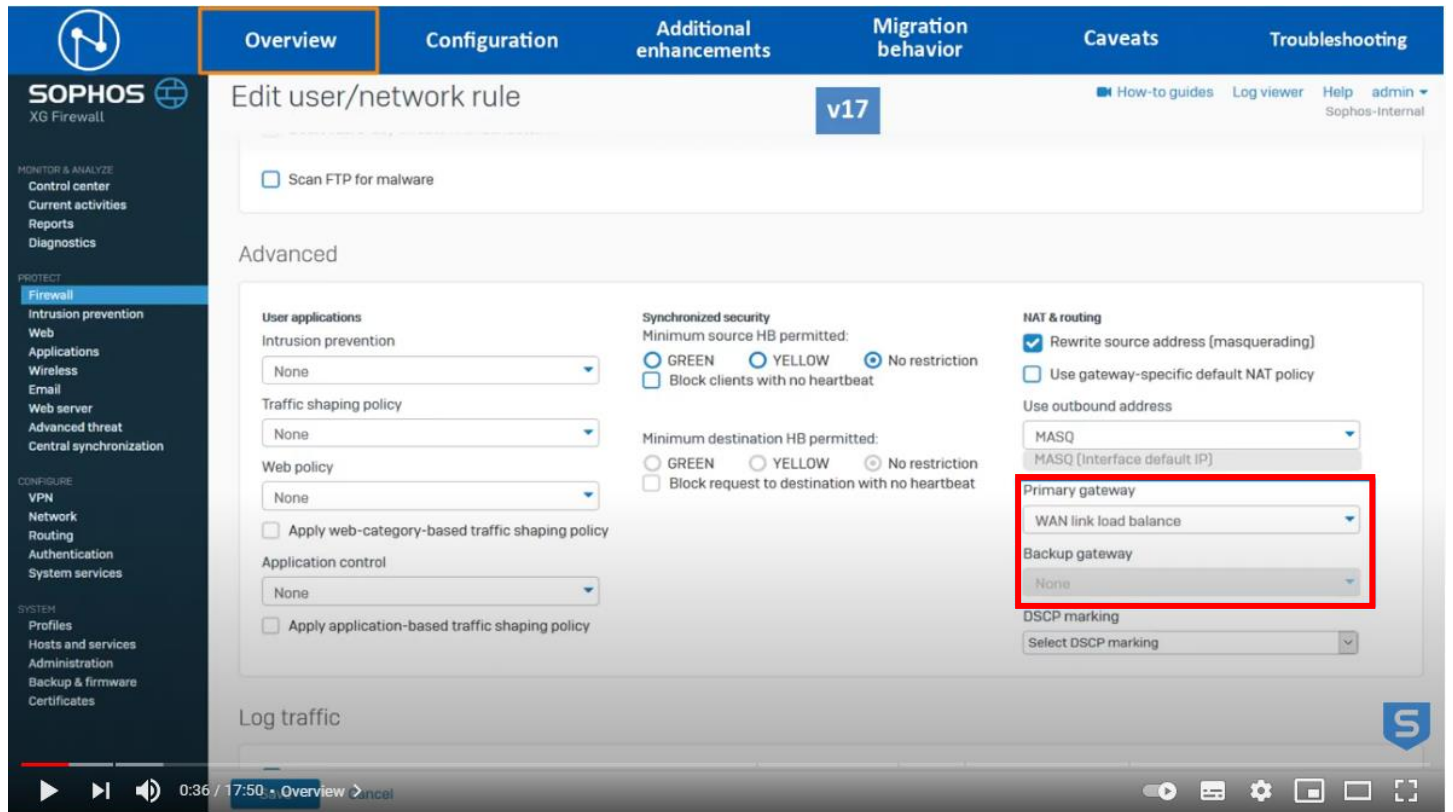 Overview
Configuration
Additional
enhancements
Migration
behavior
Caveats
Troubleshooting
SOPHOS
XG Firewall
Edit user/network rule
v17
How-to guides
Log viewer
Help
admin
Sophos-Internal
MONITOR & ANALYZE
Control center
Current activities
Reports
Diagnostics
PROTECT
Firewall
Intrusion prevention
Web
Applications
Wireless
Email
Web server
Advanced threat
Central synchronization
CONFIGURE
VPN
Network
Routing
Authentication
System services
SYSTEM
Profiles
Hosts and services
Administration
Backup & firmware
Certificates
Scan FTP for malware
Advanced
User applications
Intrusion prevention
None
Traffic shaping policy
None
Web policy
None
Apply web-category-based traffic shaping policy
Application control
None
Apply application-based traffic shaping policy
Synchronized security
Minimum source HB permitted:
GREEN YELLOW No restriction
Block clients with no heartbeat
Minimum destination HB permitted:
GREEN YELLOW No restriction
Block request to destination with no heartbeat
NAT & routing
Rewrite source address (masquerading)
Use gateway-specific default NAT policy
Use outbound address
MASQ
MASQ (Interface default IP)
Primary gateway
WAN link load balance
Backup gateway
None
DSCP marking
Select DSCP marking
Log traffic
S
0:36 / 17:50 • Overview
Cancel